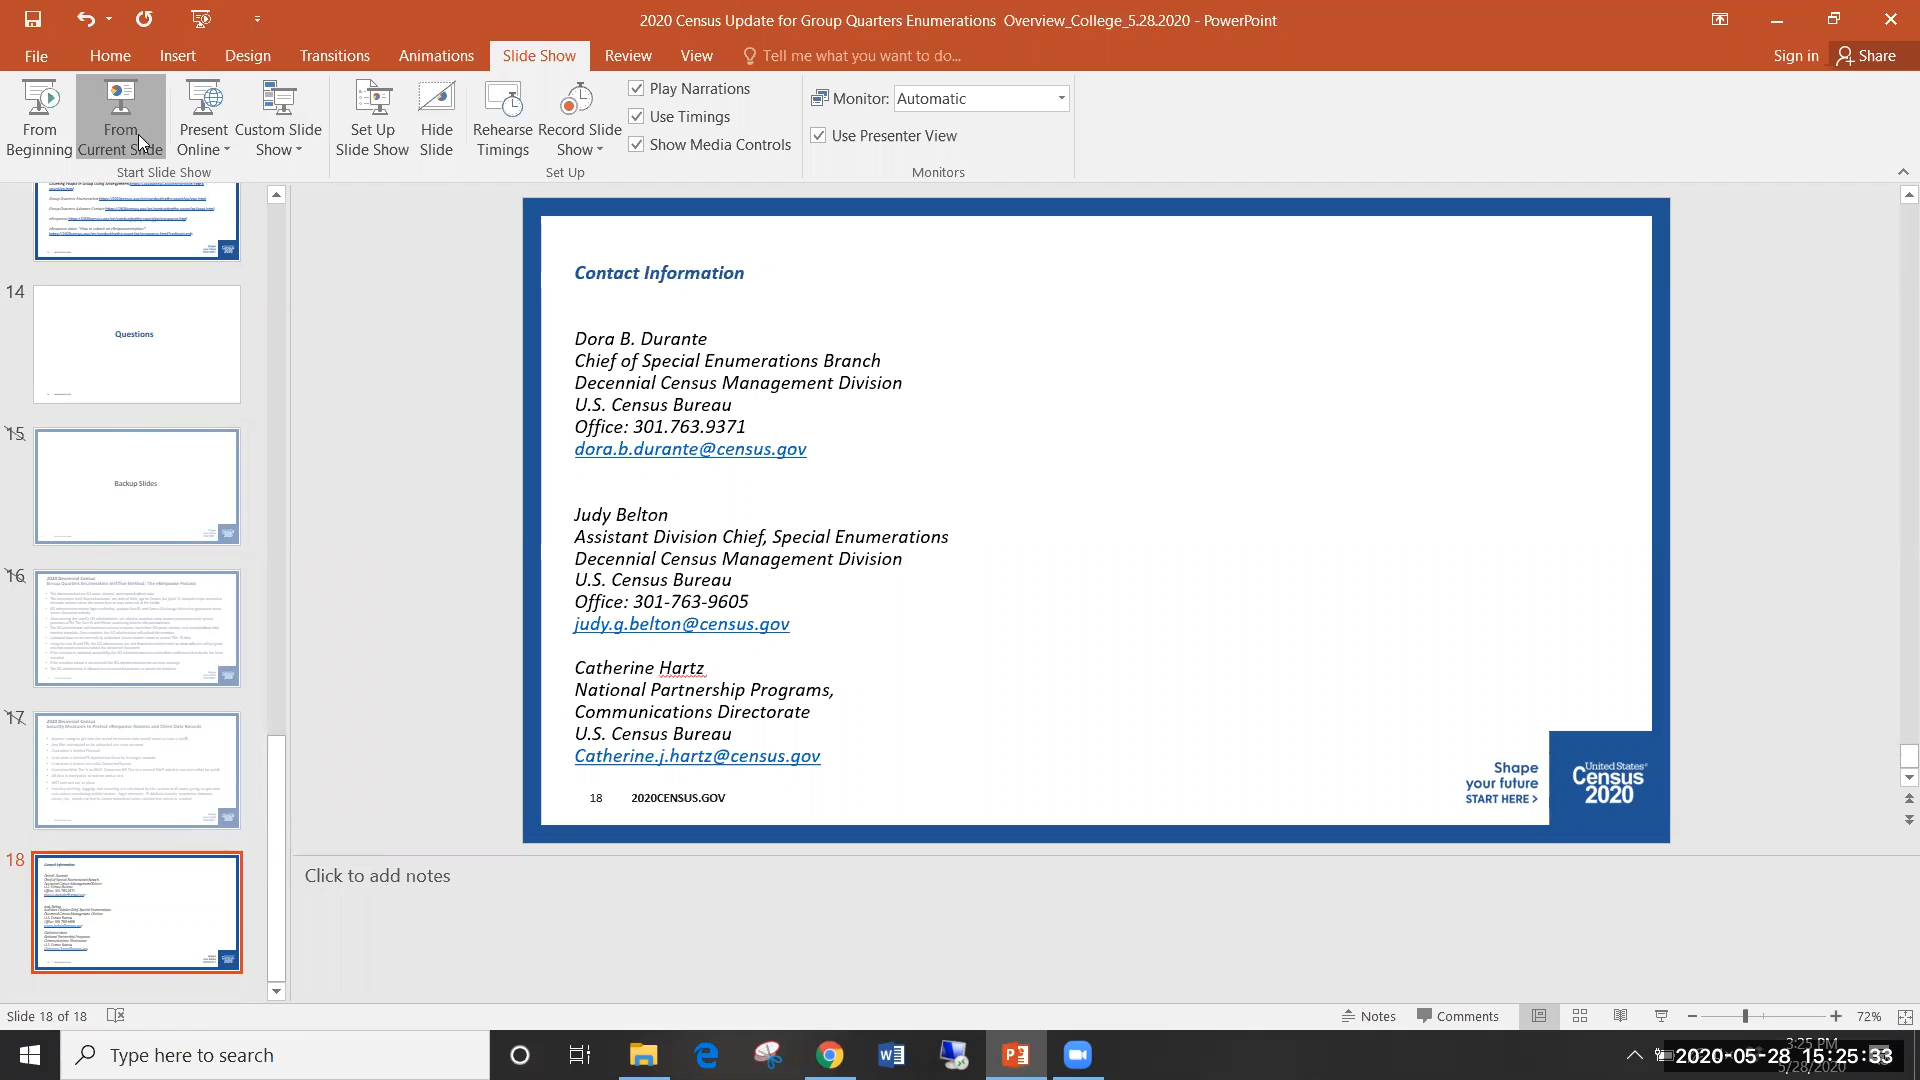 2020 Census Update for Group Quarters Enumerations Overview_College_5.28.2020 - PowerPoint
File
Home
Insert
Design
Transitions
Animations
Slide Show
Review
View
Tell me what you want to do...
Sign in
Share
From Beginning
From Current Slide
Present Online
Custom Slide Show
Set Up Slide Show
Hide Slide
Rehearse Timings
Record Slide Show
Play Narrations
Use Timings
Show Media Controls
Monitor: Automatic
Use Presenter View
Start Slide Show
Set Up
Monitors
14
Questions
15
Backup Slides
16
17
18
Contact Information
Dora B. Durante
Chief of Special Enumerations Branch
Decennial Census Management Division
U.S. Census Bureau
Office: 301.763.9371
dora.b.durante@census.gov
Judy Belton
Assistant Division Chief, Special Enumerations
Decennial Census Management Division
U.S. Census Bureau
Office: 301-763-9605
judy.g.belton@census.gov
Catherine Hartz
National Partnership Programs,
Communications Directorate
U.S. Census Bureau
Catherine.j.hartz@census.gov
18 2020CENSUS.GOV
Shape
your future
START HERE >
United States®
Census
2020
Click to add notes
Slide 18 of 18
Notes
Comments
72%
Type here to search
3:25 PM
5/28/2020
2020-05-28 15:25:33